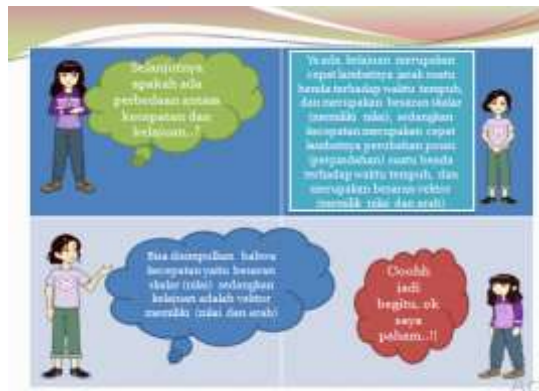 Selanjutnya
apakah ada
perbedaan antara
kecepatan dan
kelajuan..?
Ya ada, kelajuan merupakan
cepat lambatnya jarak suatu
benda terhadap waktu tempuh,
dan merupakan besaran skalar
(memiliki nilai), sedangkan
kecepatan merupakan cepat
lambatnya perubahan posisi
(perpindahan) suatu benda
terhadap waktu tempuh, dan
merupakan besaran vektor
(memilik nilai dan arah)
Bisa disimpulkan bahwa
kecepatan yaitu besaran
skalar (nilai) sedangkan
kelajuan adalah vektor
memiliki (nilai dan arah)
Ooohh
jadi
begitu, ok
saya
paham..!!